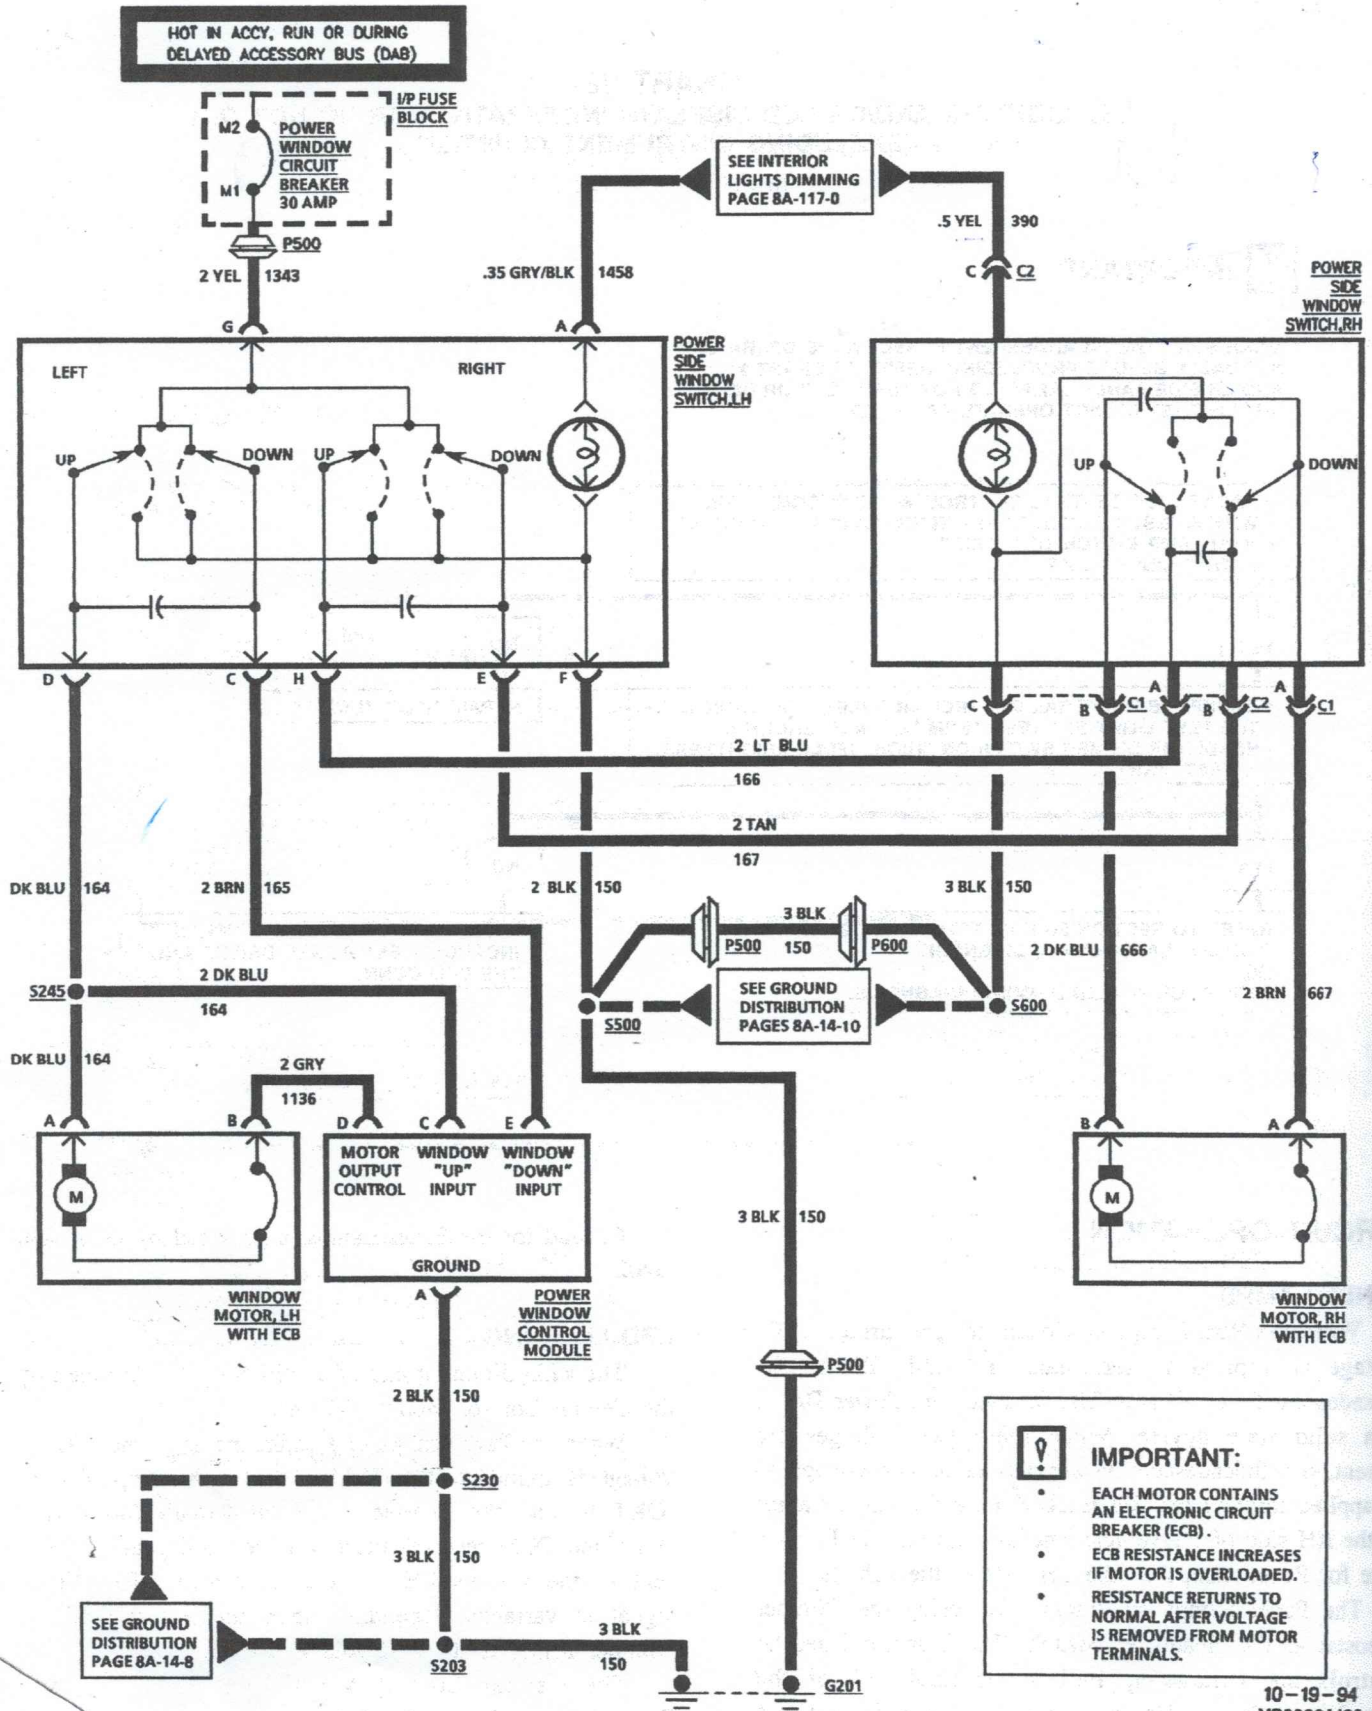 HOT IN ACCY, RUN OR DURING
DELAYED ACCESSORY BUS (DAB)
I/P FUSE
BLOCK
M2
POWER
WINDOW
CIRCUIT
BREAKER
30 AMP
M1
P500
2 YEL 1343
SEE INTERIOR
LIGHTS DIMMING
PAGE 8A-117-0
.35 GRY/BLK 1458
.5 YEL 390
C C2
POWER
SIDE
WINDOW
SWITCH,RH
G
A
POWER
SIDE
WINDOW
SWITCH,LH
LEFT
RIGHT
UP
DOWN
UP
DOWN
UP
DOWN
D
C
H
E
F
C
B
C1
A
B
C2
A
C1
2 LT BLU
166
2 TAN
167
DK BLU 164
2 BRN 165
2 BLK 150
3 BLK 150
P500
3 BLK
150
P600
2 DK BLU 666
2 BRN 667
S245
2 DK BLU
164
S500
SEE GROUND
DISTRIBUTION
PAGES 8A-14-10
S600
DK BLU 164
2 GRY
1136
A
B
D
C
E
B
A
MOTOR
OUTPUT
CONTROL
WINDOW
"UP"
INPUT
WINDOW
"DOWN"
INPUT
M
M
GROUND
3 BLK 150
WINDOW
MOTOR, LH
WITH ECB
A
POWER
WINDOW
CONTROL
MODULE
WINDOW
MOTOR, RH
WITH ECB
P500
2 BLK 150
S230
3 BLK 150
SEE GROUND
DISTRIBUTION
PAGE 8A-14-8
S203
3 BLK
150
G201
! IMPORTANT:
• EACH MOTOR CONTAINS
AN ELECTRONIC CIRCUIT
BREAKER (ECB) .
• ECB RESISTANCE INCREASES
IF MOTOR IS OVERLOADED.
• RESISTANCE RETURNS TO
NORMAL AFTER VOLTAGE
IS REMOVED FROM MOTOR
TERMINALS.
10-19-94